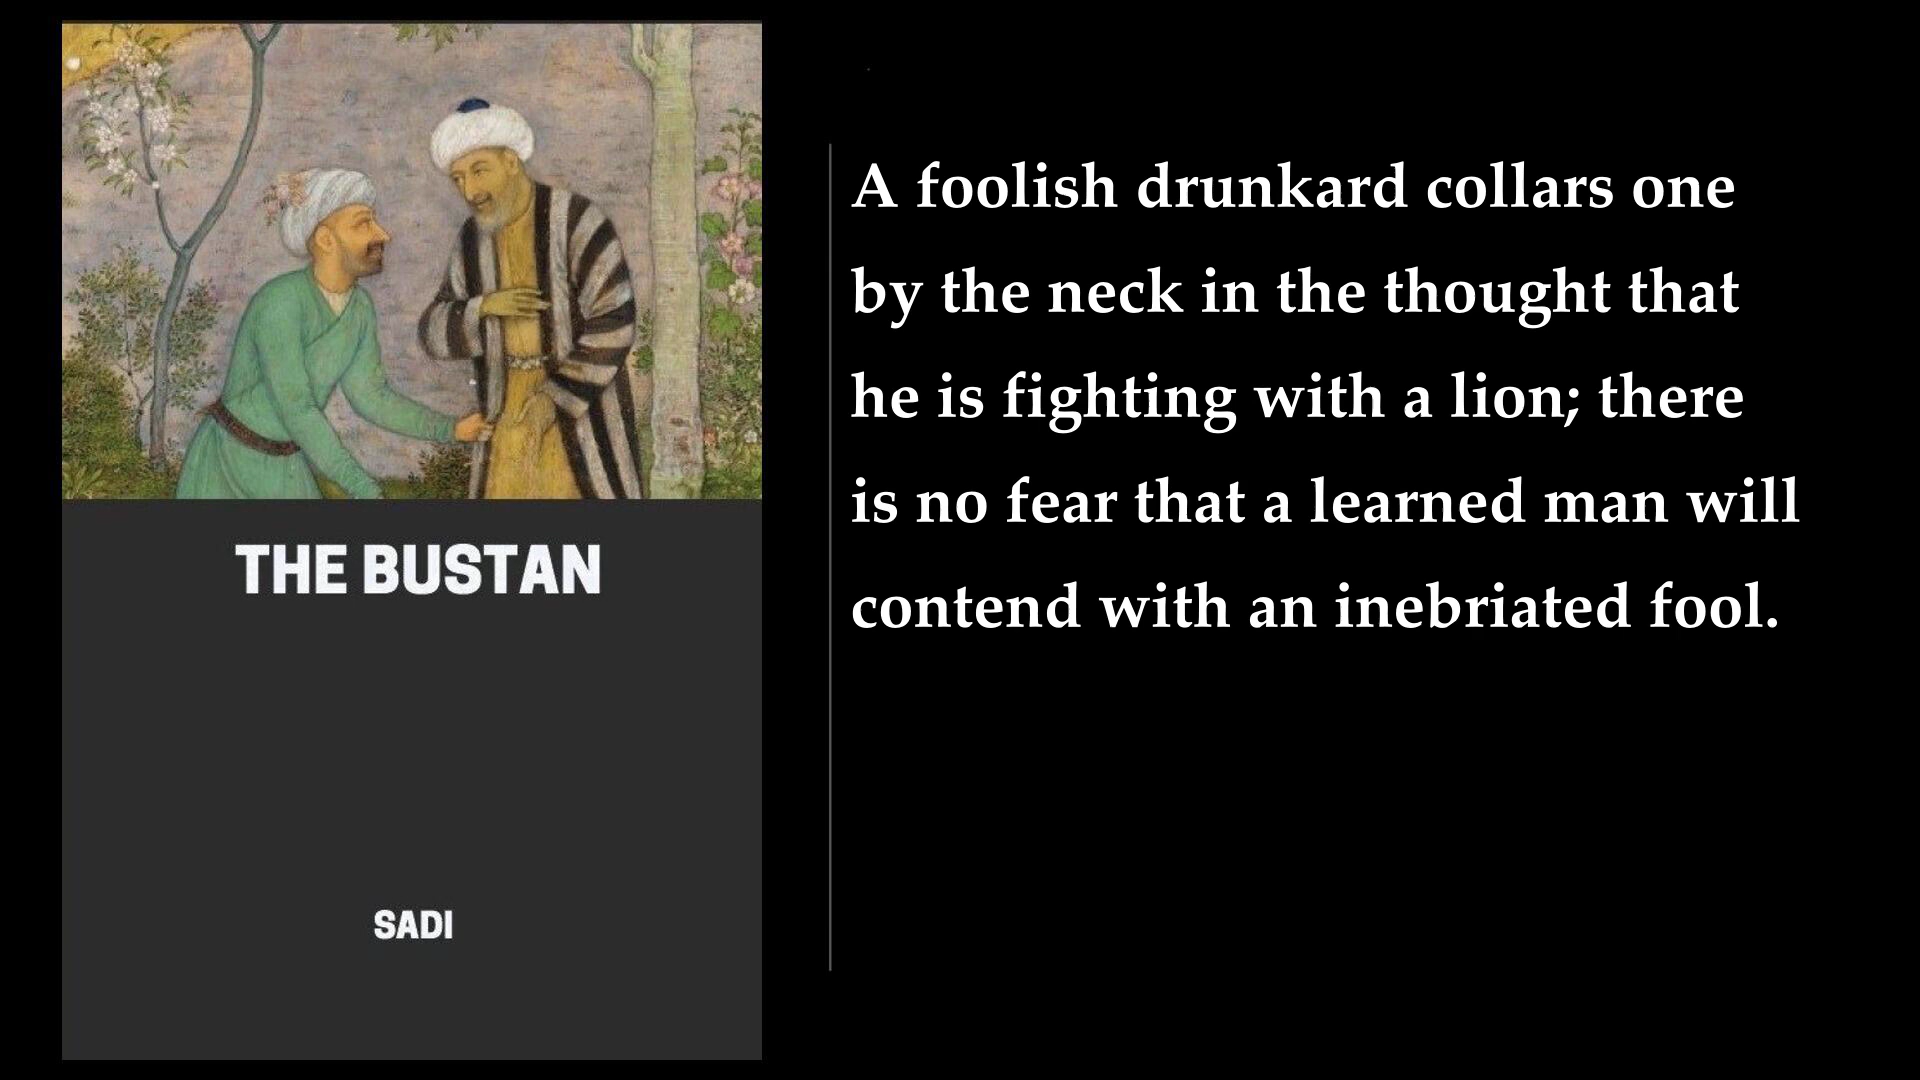 THE BUSTAN
SADI
A foolish drunkard collars one
by the neck in the thought that
he is fighting with a lion; there
is no fear that a learned man will
contend with an inebriated fool.